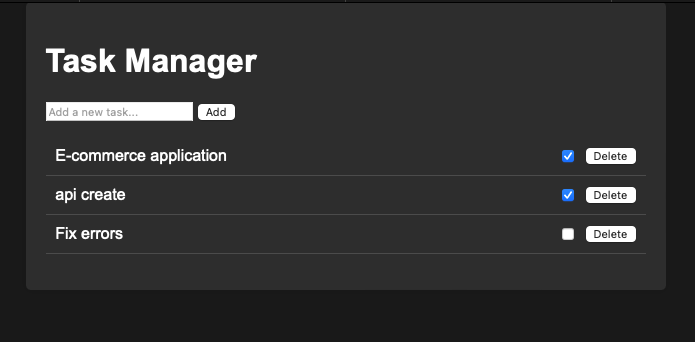 Task Manager
Add a new task... Add
E-commerce application Delete
api create Delete
Fix errors Delete